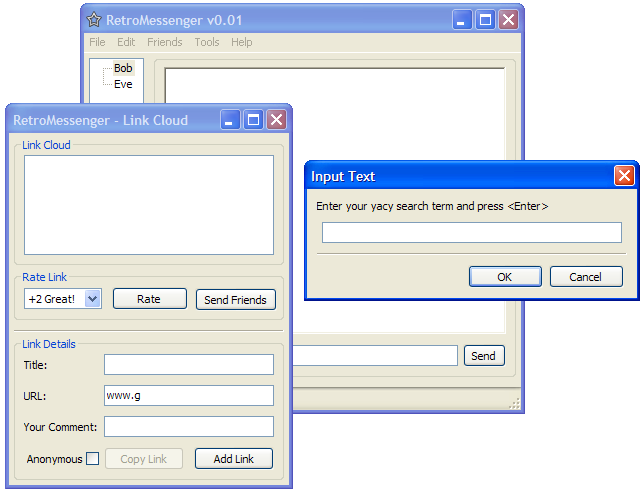 RetroMessenger v0.01
File Edit Friends Tools Help
Bob
Eve
Send
RetroMessenger - Link Cloud
Link Cloud
Rate Link
+2 Great! Rate Send Friends
Link Details
Title:
URL: www.g
Your Comment:
Anonymous Copy Link Add Link
Input Text
Enter your yacy search term and press <Enter>
OK Cancel